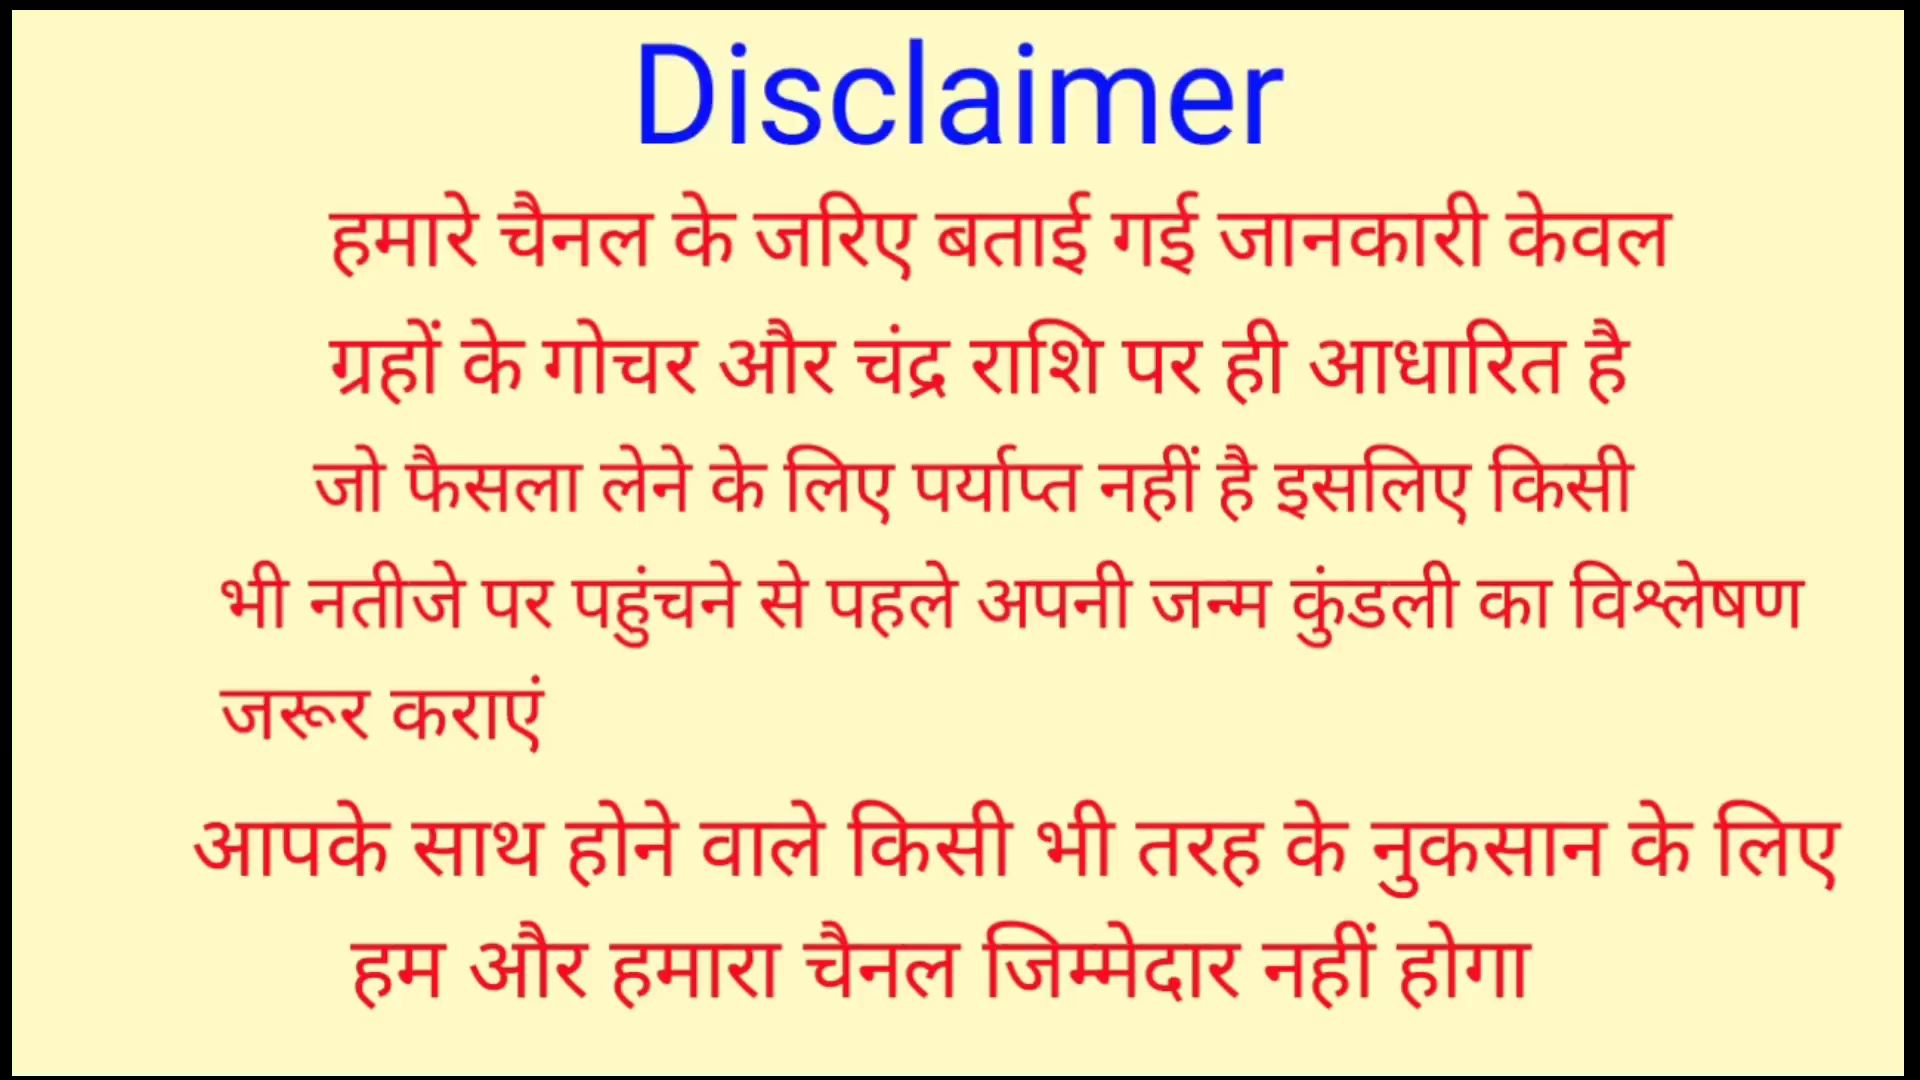 Disclaimer
हमारे चैनल के जरिए बताई गई जानकारी केवल
ग्रहों के गोचर और चंद्र राशि पर ही आधारित है
जो फैसला लेने के लिए पर्याप्त नहीं है इसलिए किसी
भी नतीजे पर पहुंचने से पहले अपनी जन्म कुंडली का विश्लेषण
जरूर कराएं
आपके साथ होने वाले किसी भी तरह के नुकसान के लिए
हम और हमारा चैनल जिम्मेदार नहीं होगा